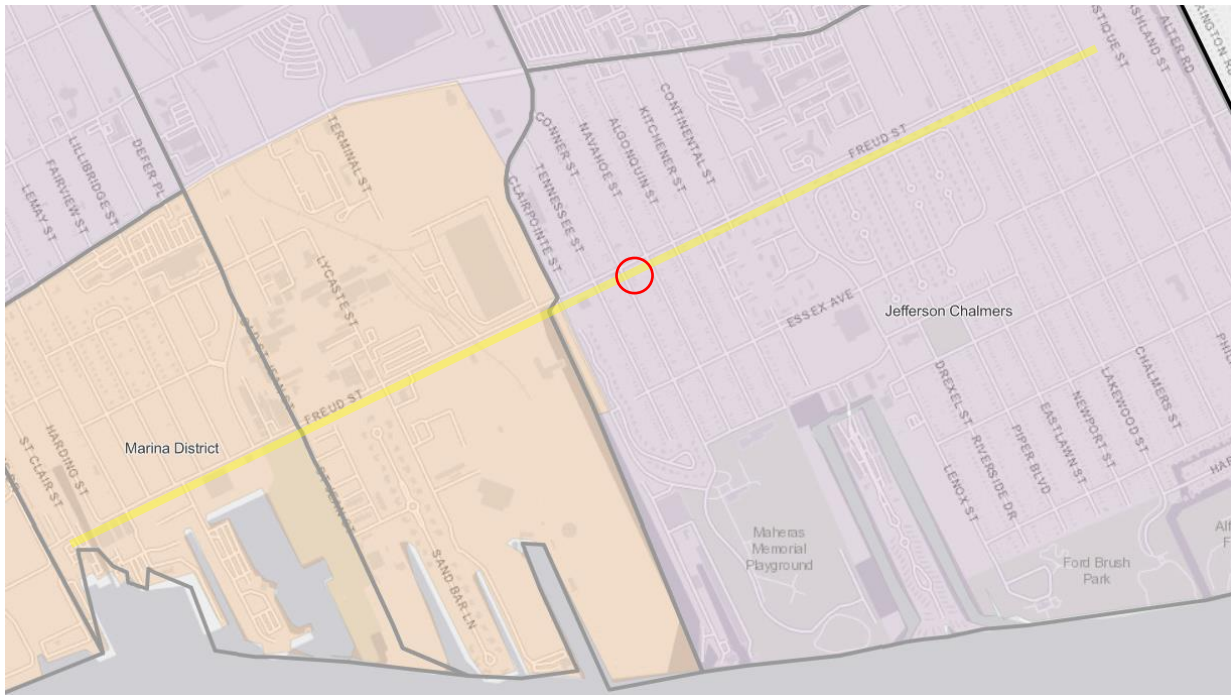 LEMAY ST
FAIRVIEW ST
LILLIBRIDGE ST
DEFER PL
TERMINAL ST
LYCASTE ST
CONNER ST
TENNESSEE ST
CLAIRPOINTE ST
NAVAHOE ST
ALGONQUIN ST
KITCHENER ST
CONTINENTAL ST
FREUD ST
ASHLAND ST
ALTER RD
ESSEX AVE
Jefferson Chalmers
FREUD ST
Marina District
HARDING ST
ST CLAIR ST
ST JEAN ST
SAND BAR LN
DREXEL ST
LENOX ST
RIVERSIDE DR
PIPER BLVD
EASTLAWN ST
NEWPORT ST
LAKEWOOD ST
CHALMERS ST
Maheras
Memorial
Playground
Ford Brush
Park